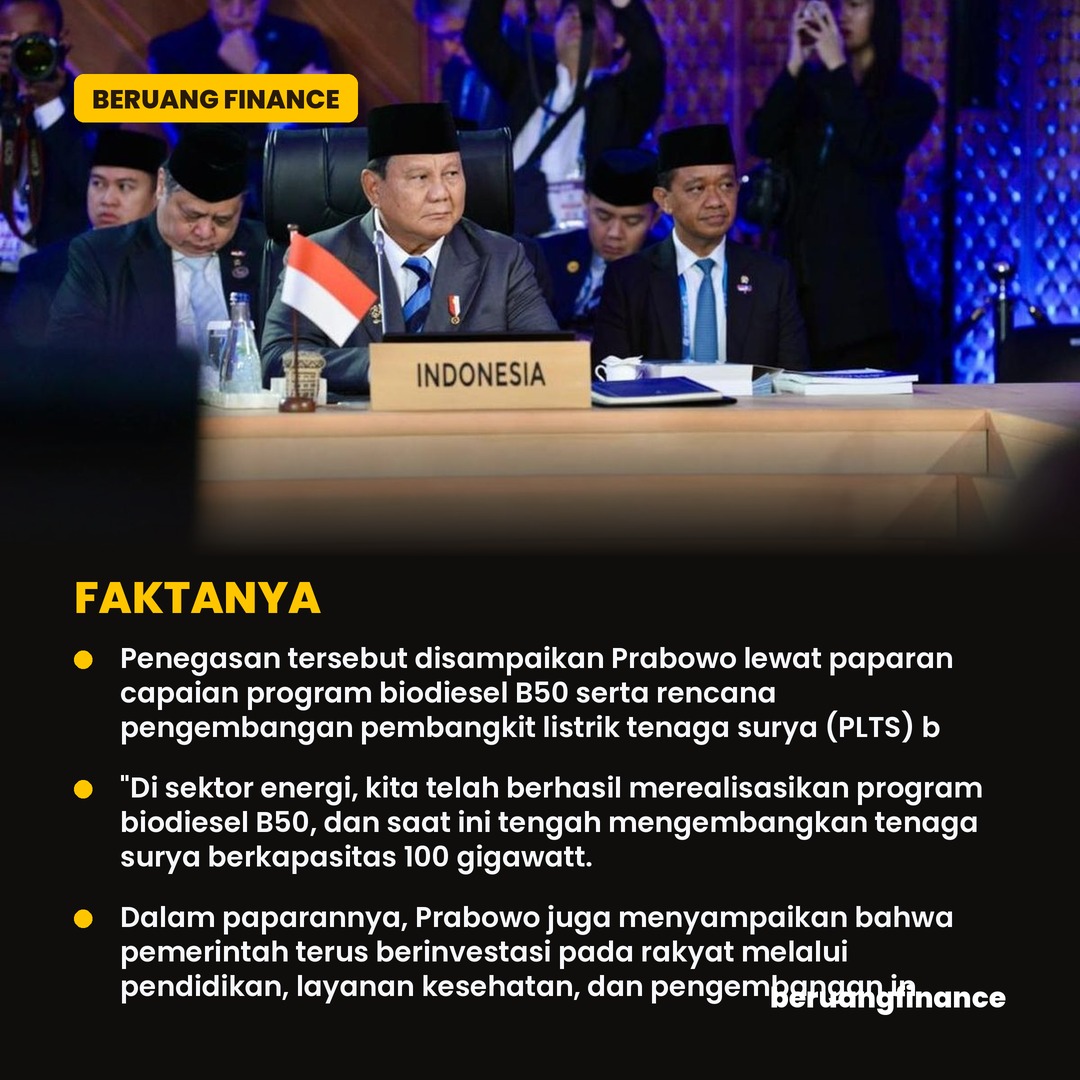 BERUANG FINANCE
INDONESIA
FAKTANYA
Penegasan tersebut disampaikan Prabowo lewat paparan
capaian program biodiesel B50 serta rencana
pengembangan pembangkit listrik tenaga surya (PLTS) b
"Di sektor energi, kita telah berhasil merealisasikan program
biodiesel B50, dan saat ini tengah mengembangkan tenaga
surya berkapasitas 100 gigawatt.
Dalam paparannya, Prabowo juga menyampaikan bahwa
pemerintah terus berinvestasi pada rakyat melalui
pendidikan, layanan kesehatan, dan pengembangan in
beruangfinance